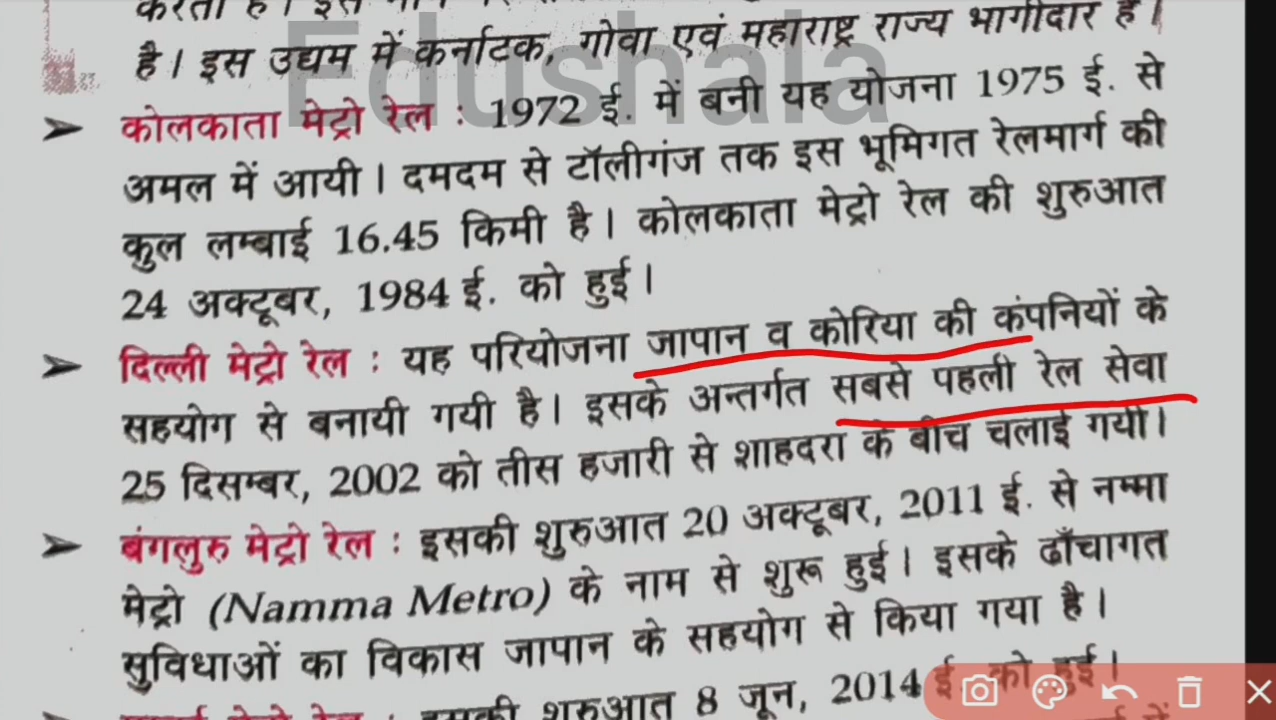 है। इस उद्यम में कर्नाटक, गोवा एवं महाराष्ट्र राज्य भागीदार हैं।
Edushala
➤ कोलकाता मेट्रो रेल : 1972 ई. में बनी यह योजना 1975 ई. से
अमल में आयी। दमदम से टॉलीगंज तक इस भूमिगत रेलमार्ग की
कुल लम्बाई 16.45 किमी है। कोलकाता मेट्रो रेल की शुरुआत
24 अक्टूबर, 1984 ई. को हुई।
➤ दिल्ली मेट्रो रेल : यह परियोजना जापान व कोरिया की कंपनियों के
सहयोग से बनायी गयी है। इसके अन्तर्गत सबसे पहली रेल सेवा
25 दिसम्बर, 2002 को तीस हजारी से शाहदरा के बीच चलाई गयी।
➤ बंगलुरु मेट्रो रेल : इसकी शुरुआत 20 अक्टूबर, 2011 ई. से नम्मा
मेट्रो (Namma Metro) के नाम से शुरू हुई। इसके ढाँचागत
सुविधाओं का विकास जापान के सहयोग से किया गया है।
मेट्रो रेल : इसकी शुरुआत 8 जून, 2014 ई. को हुई।